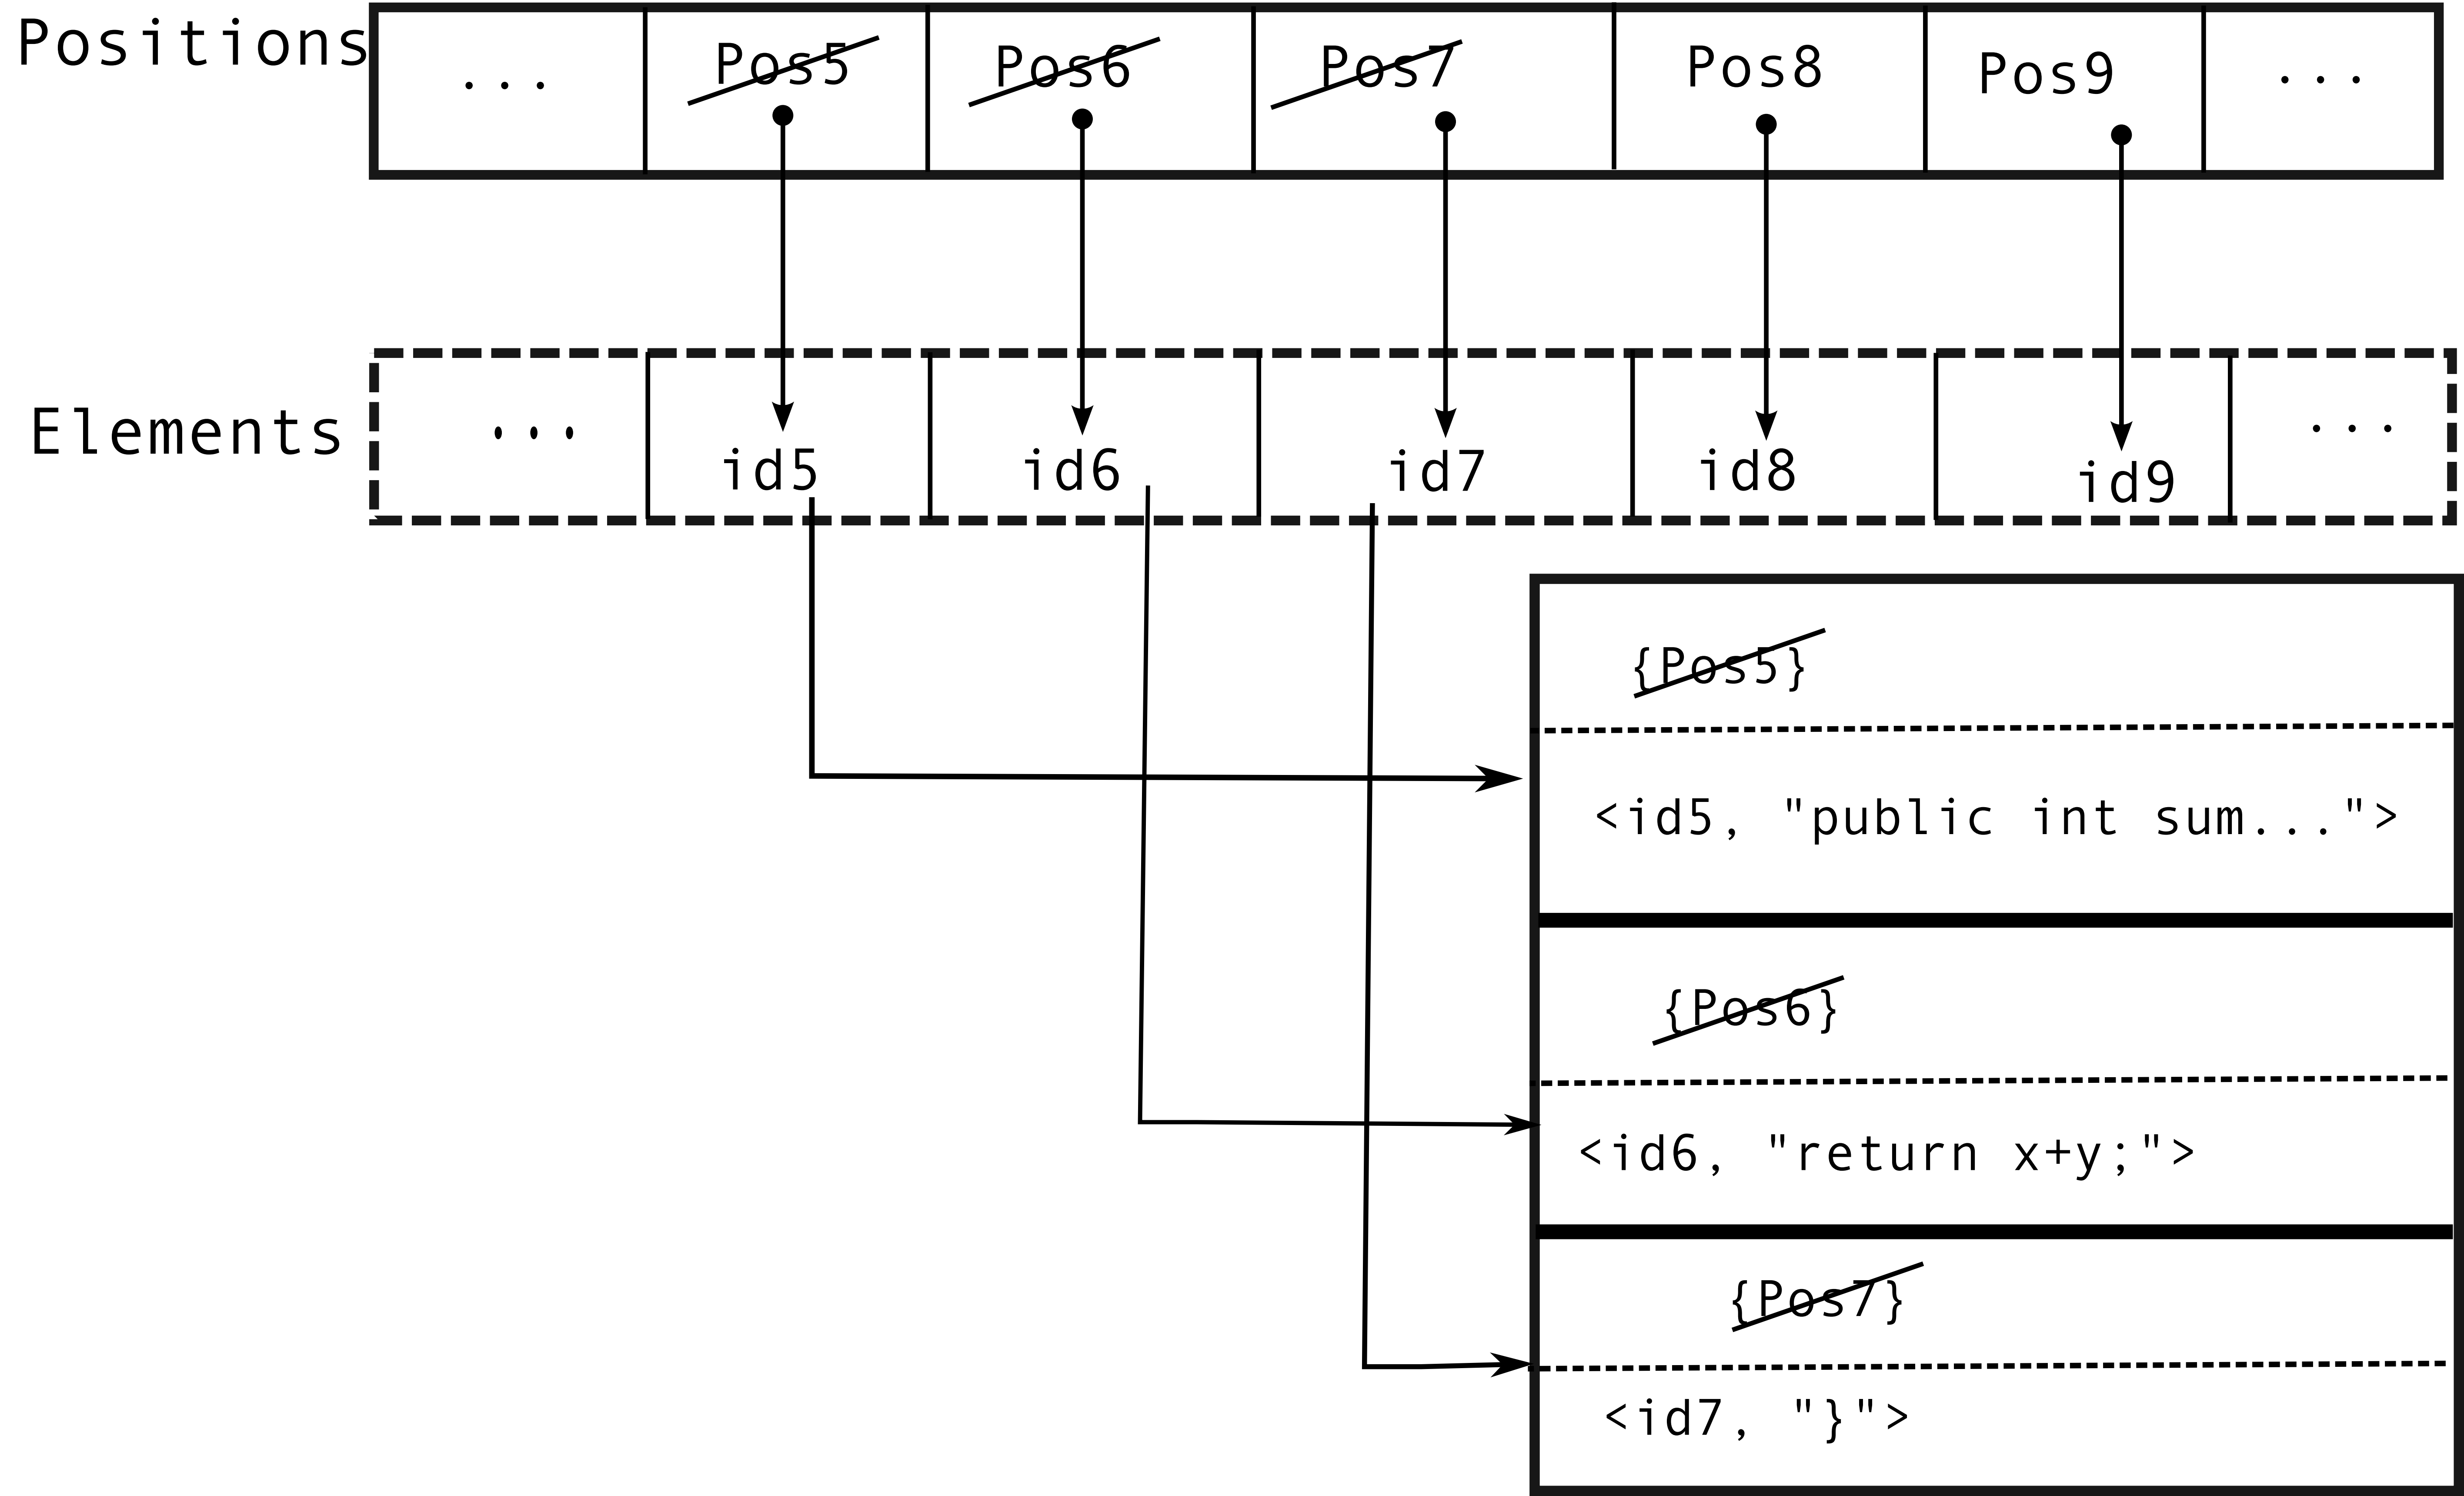 Positions ... Pos5 Pos6 Pos7 Pos8 Pos9 ...
Elements ... id5 id6 id7 id8 id9 ...
{Pos5}
<id5, "public int sum...">
{Pos6}
<id6, "return x+y;">
{Pos7}
<id7, "}">